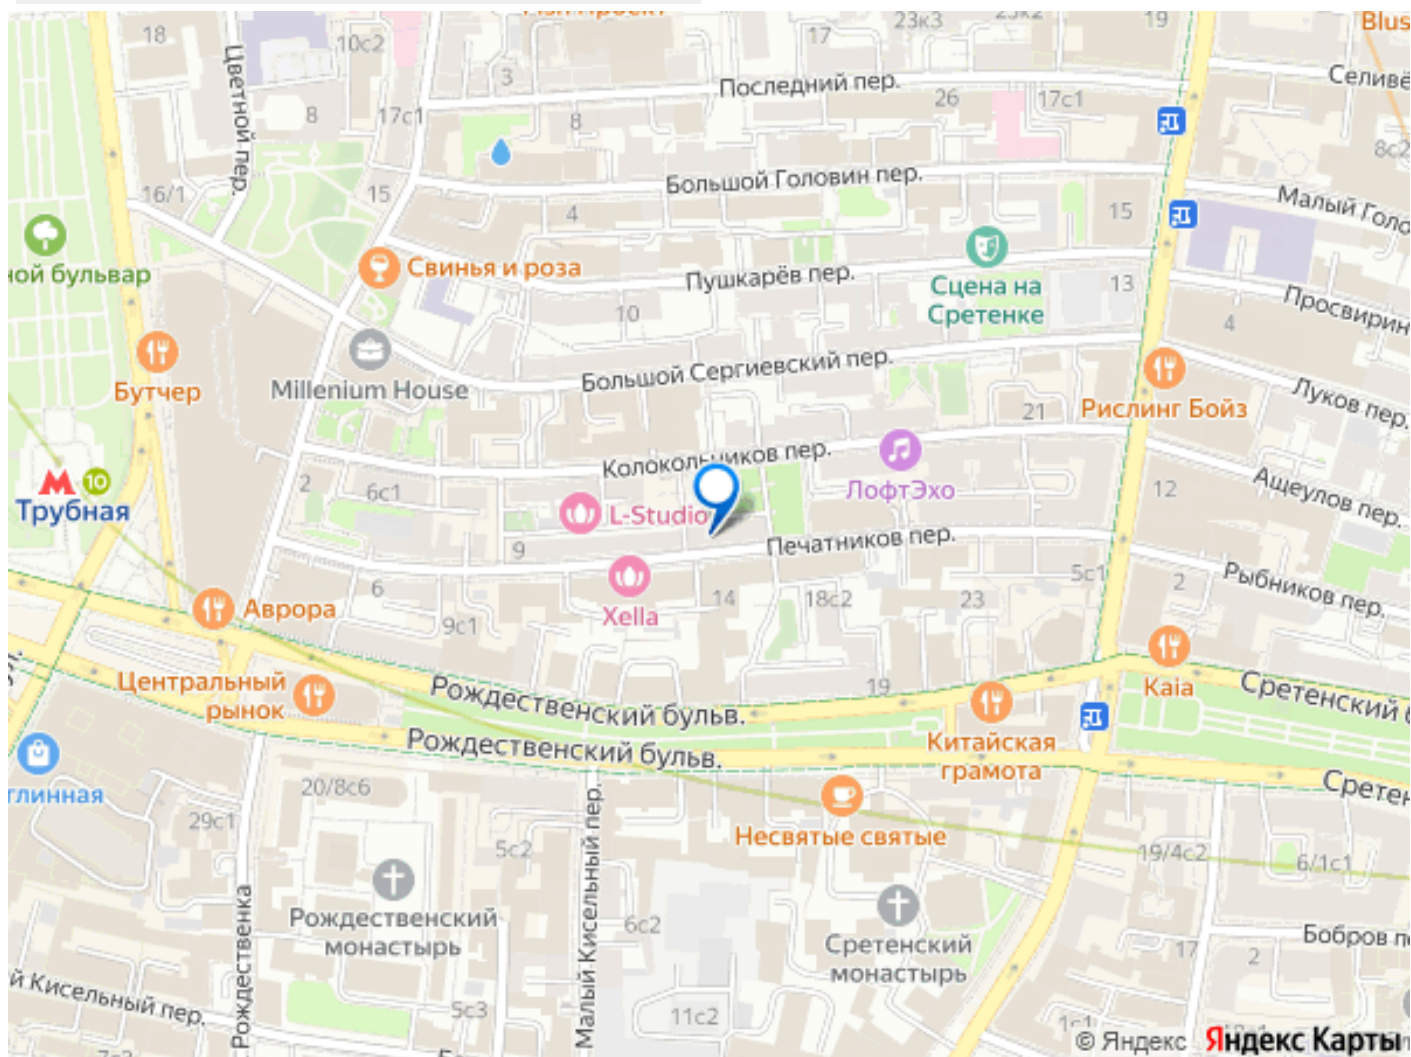 18
10с2
17
23к3
19
Blus
3
Последний пер.
Селивё
Цветной пер.
8
17с1
8
26
17с1
8с2
16/1
15
Большой Головин пер.
4
15
Малый Голо
ной бульвар
Свинья и роза
Пушкарёв пер.
Сцена на
Сретенке
13
Просвирин
10
4
Бутчер
Millenium House
Большой Сергиевский пер.
21
Рислинг Бойз
Луков пер.
Колокольников пер.
2
6с1
ЛофтЭхо
12
Ащеулов пер.
10
Трубная
L-Studio
9
Печатников пер.
Xella
6
14
18с2
23
5с1
2
Рыбников пер.
Аврора
9с1
Центральный
рынок
Рождественский бульв.
19
Kaia
Сретенский б
Рождественский бульв.
Китайская
грамота
Сретен
глинная
20/8с6
29с1
Несвятые святые
5с2
19/4с2
6/1с1
Малый Кисельный пер.
Рождественский
монастырь
Рождественка
6с2
Сретенский
монастырь
17
2
Бобров п
й Кисельный пер.
5с3
11с2
© Яндекс Яндекс Карты